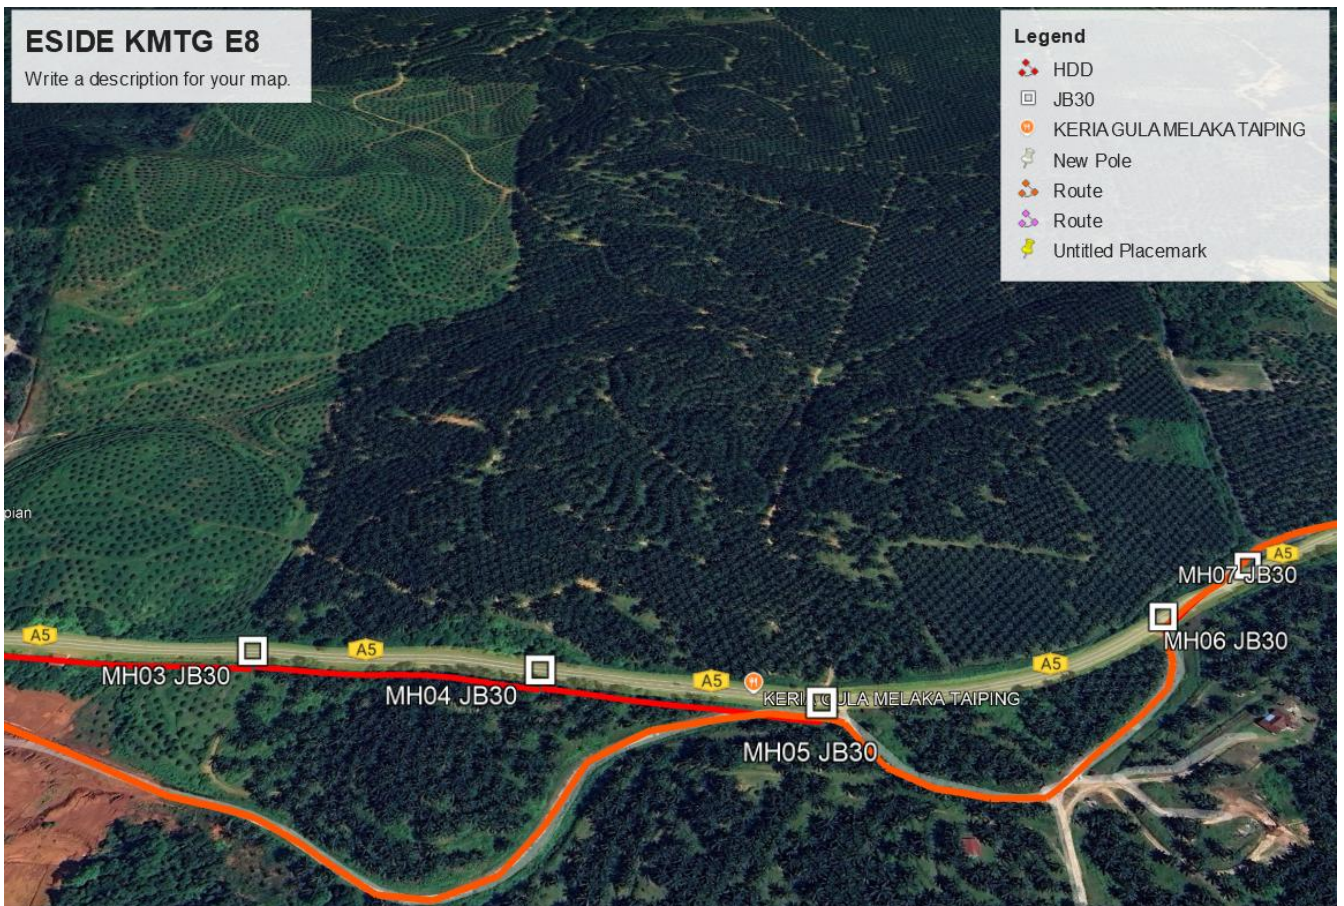 ESIDE KMTG E8
Write a description for your map.
Legend
HDD
JB30
KERIA GULA MELAKA TAIPING
New Pole
Route
Route
Untitled Placemark
pian
A5
MH07 JB30
A5
MH06 JB30
A5
MH03 JB30
A5
MH04 JB30
A5
KERIA GULA MELAKA TAIPING
A5
MH05 JB30